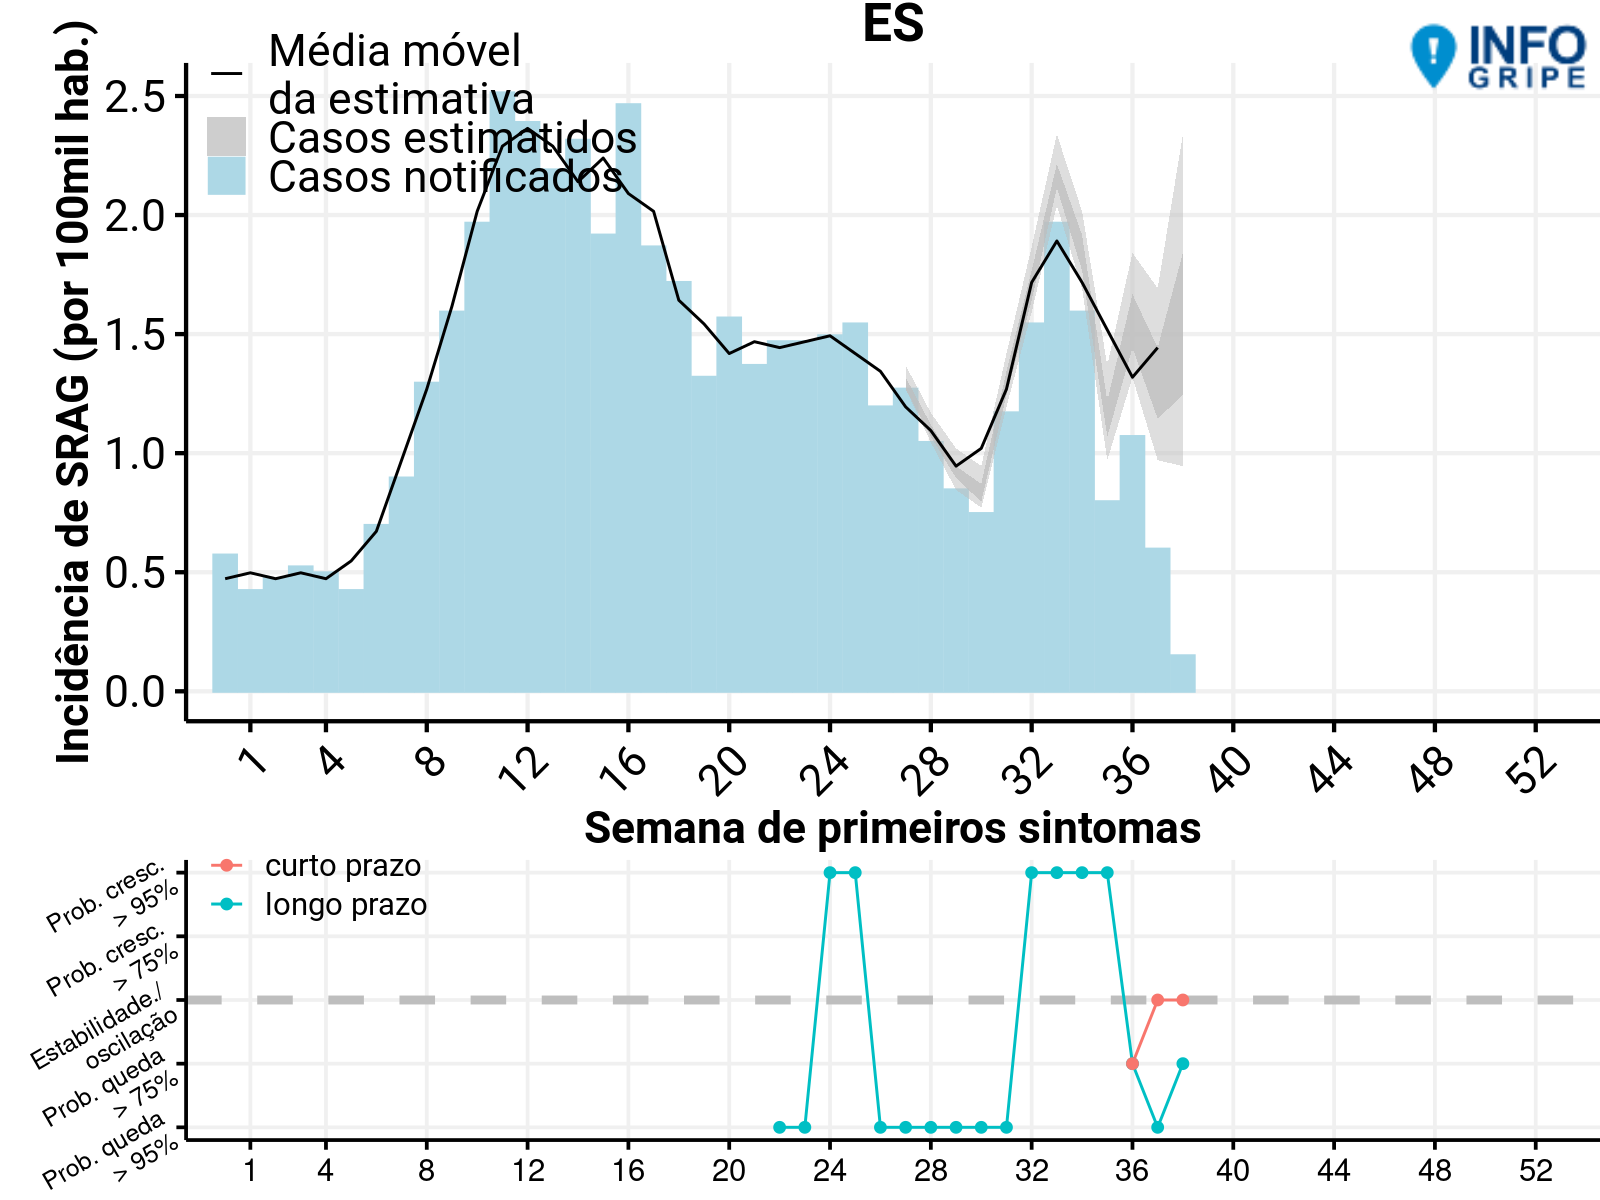 ES
INFO
GRIPE
Média móvel
da estimativa
Casos estimatidos
Casos notificados
Incidência de SRAG (por 100mil hab.)
2.5
2.0
1.5
1.0
0.5
0.0
1 4 8 12 16 20 24 28 32 36 40 44 48 52
Semana de primeiros sintomas
curto prazo
longo prazo
Prob. cresc.
> 95%
Prob. cresc.
> 75%
Estabilidade./
oscilação
Prob. queda
> 75%
Prob. queda
> 95%
1 4 8 12 16 20 24 28 32 36 40 44 48 52